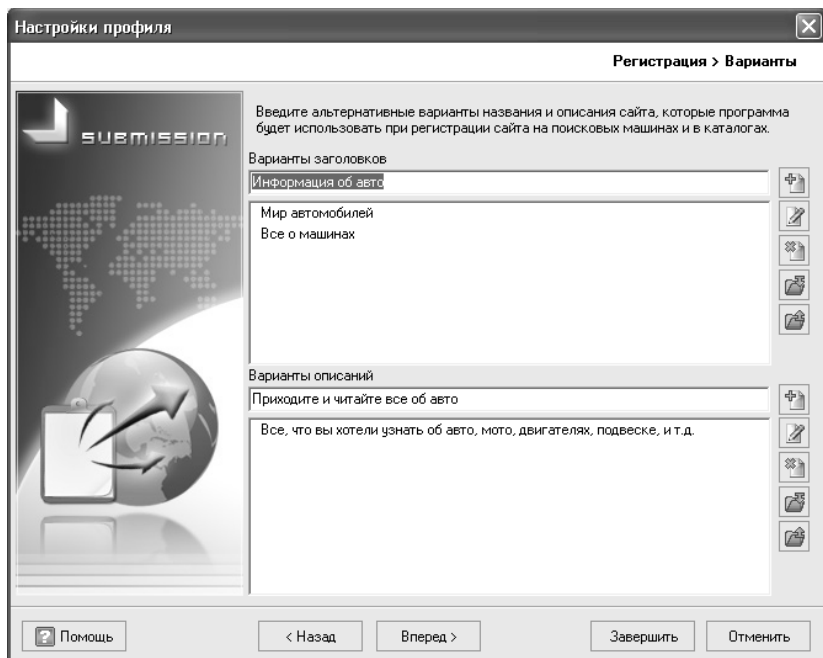 Настройки профиля
Регистрация > Варианты
SUBMISSION
Введите альтернативные варианты названия и описания сайта, которые программа
будет использовать при регистрации сайта на поисковых машинах и в каталогах.
Варианты заголовков
Информация об авто
Мир автомобилей
Все о машинах
Варианты описаний
Приходите и читайте все об авто
Все, что вы хотели узнать об авто, мото, двигателях, подвеске, и т.д.
? Помощь
< Назад
Вперед >
Завершить
Отменить